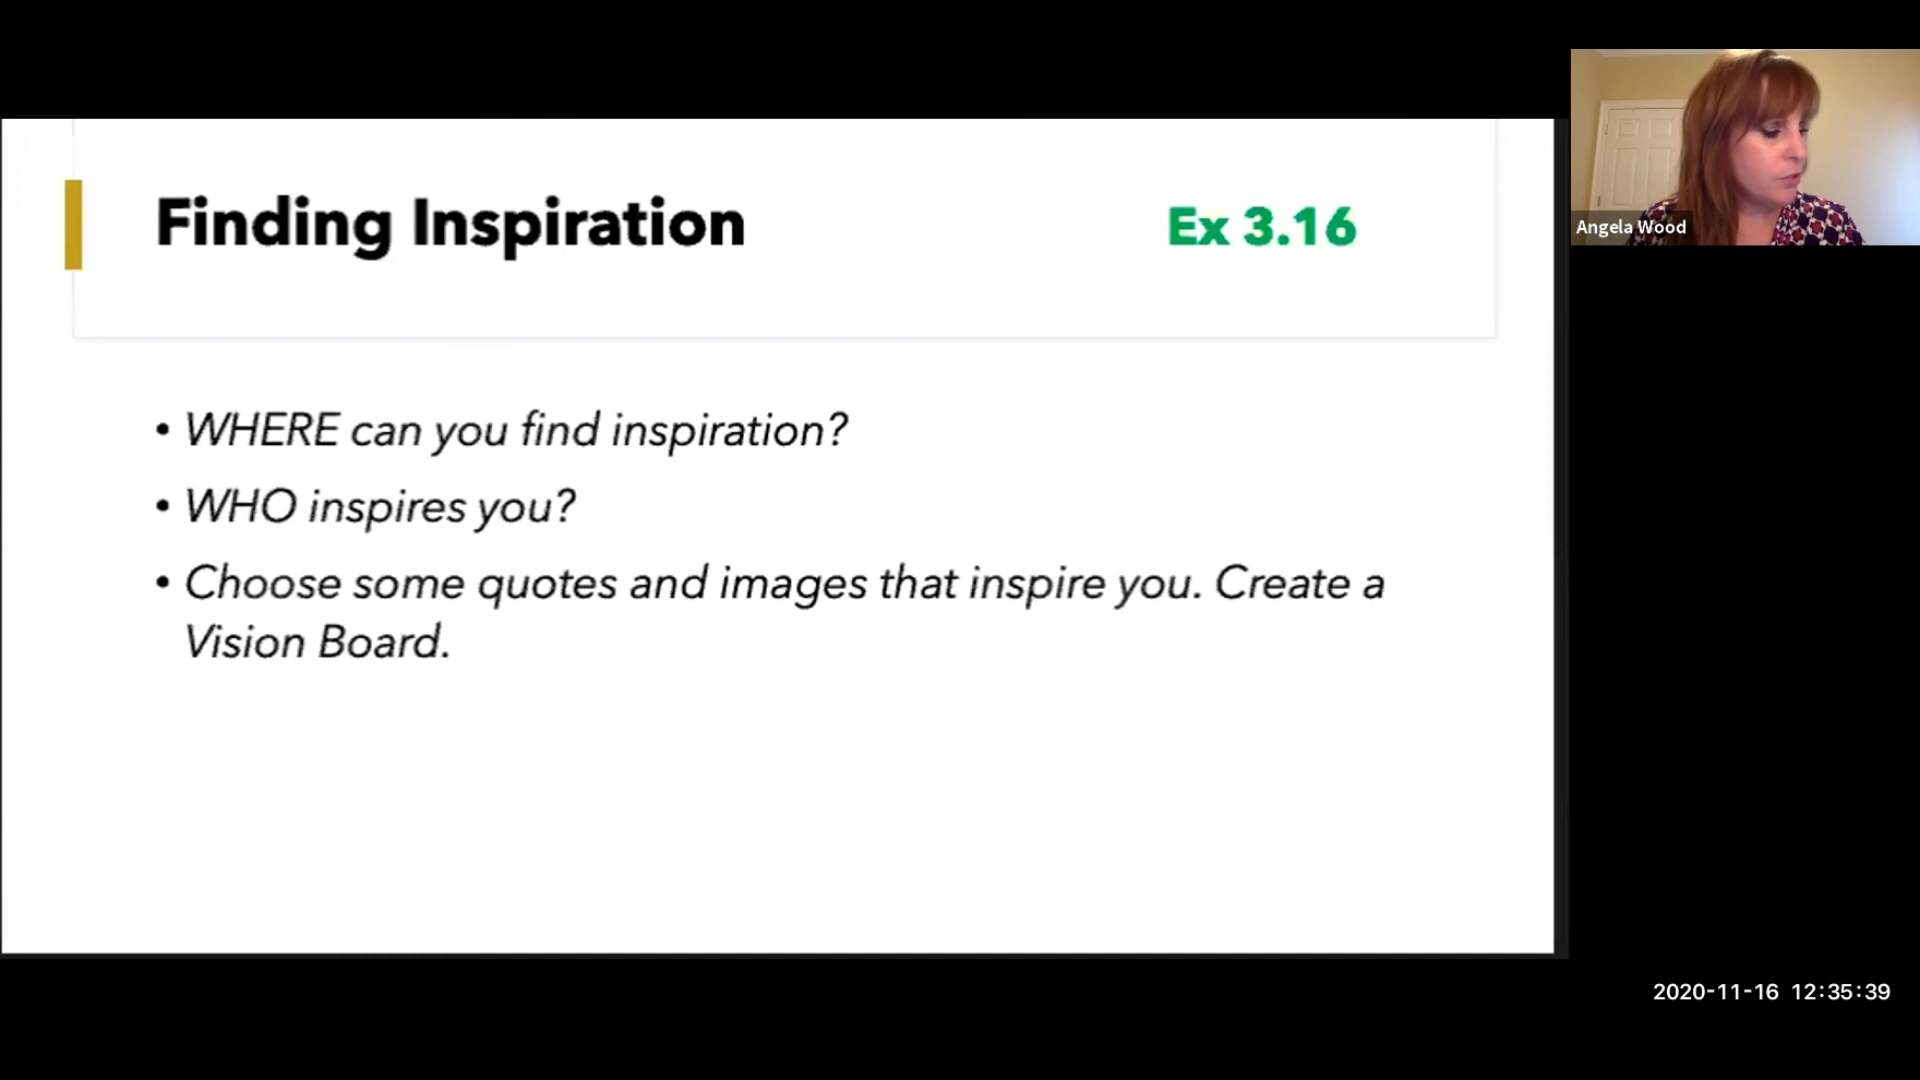 Finding Inspiration
Ex 3.16
• WHERE can you find inspiration?
• WHO inspires you?
• Choose some quotes and images that inspire you. Create a
Vision Board.
Angela Wood
2020-11-16 12:35:39